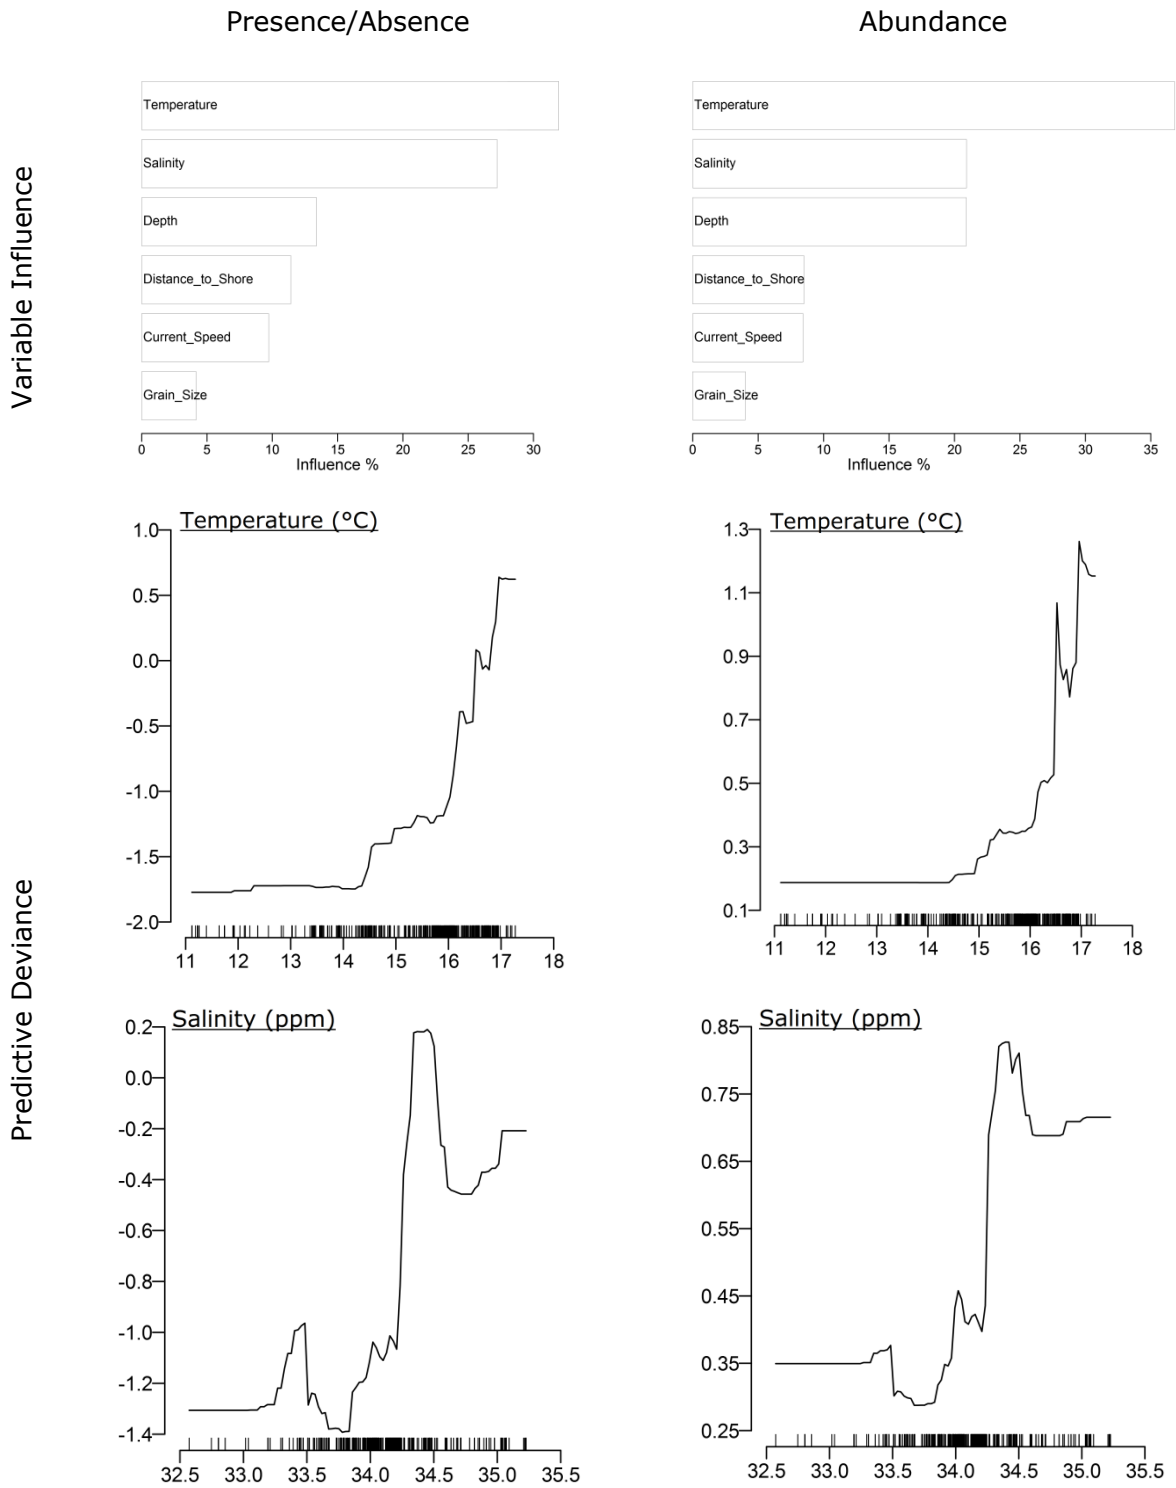 Presence/Absence
Abundance
Variable Influence
Temperature
Salinity
Depth
Distance_to_Shore
Current_Speed
Grain_Size
0 5 10 15 20 25 30
Influence %
Temperature
Salinity
Depth
Distance_to_Shore
Current_Speed
Grain_Size
0 5 10 15 20 25 30 35
Influence %
Predictive Deviance
Temperature (°C)
1.0
0.5
0.0
-0.5
-1.0
-1.5
-2.0
11 12 13 14 15 16 17 18
Temperature (°C)
1.3
1.1
0.9
0.7
0.5
0.3
0.1
11 12 13 14 15 16 17 18
Salinity (ppm)
0.2
0.0
-0.2
-0.4
-0.6
-0.8
-1.0
-1.2
-1.4
32.5 33.0 33.5 34.0 34.5 35.0 35.5
Salinity (ppm)
0.85
0.75
0.65
0.55
0.45
0.35
0.25
32.5 33.0 33.5 34.0 34.5 35.0 35.5